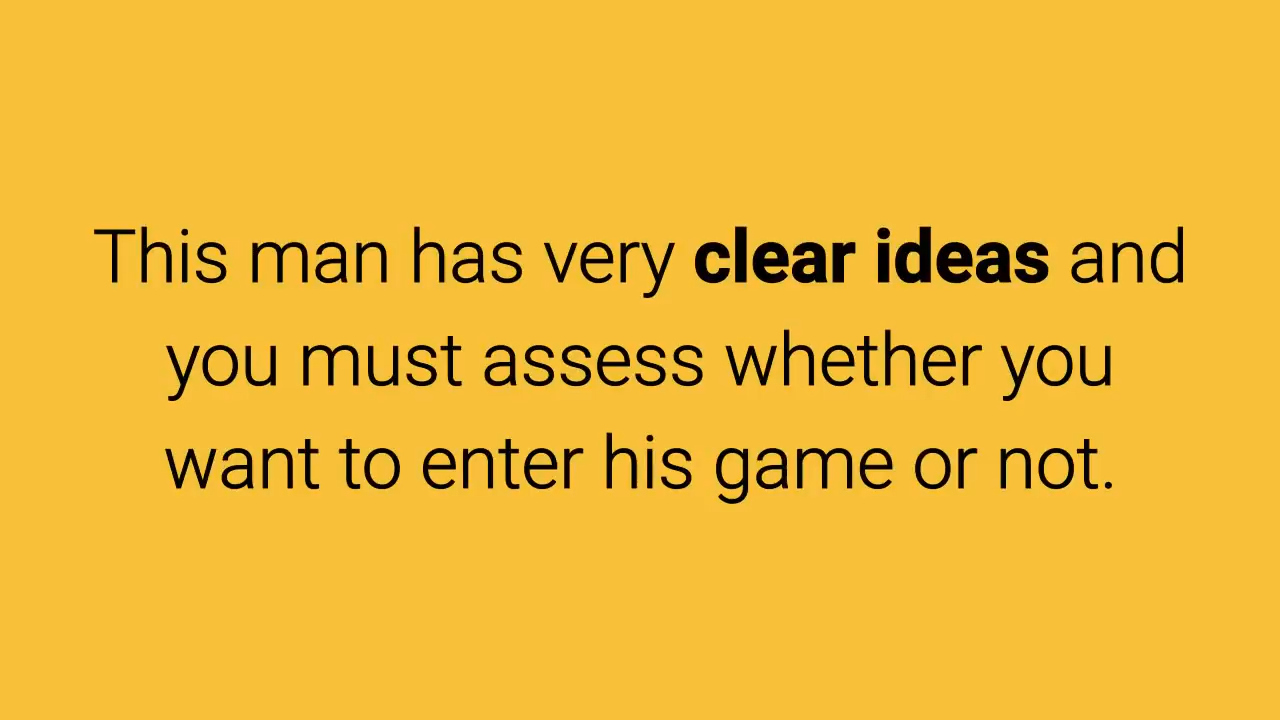 This man has very clear ideas and
you must assess whether you
want to enter his game or not.